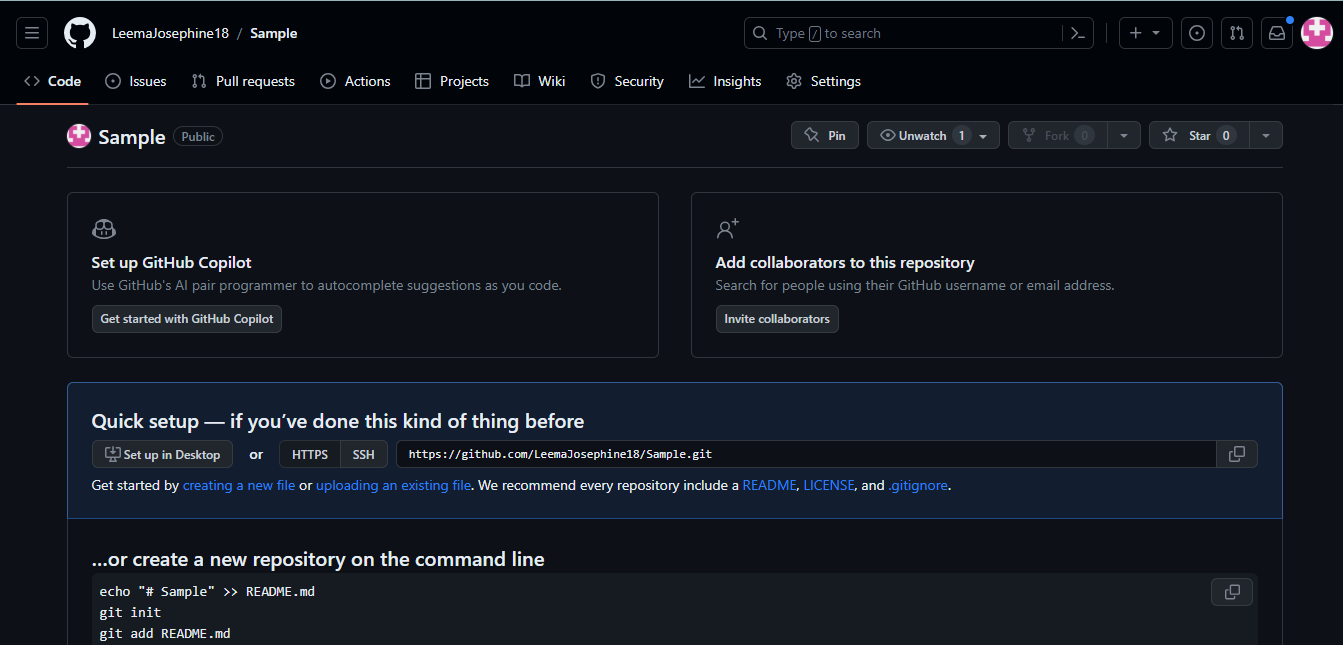 LeemaJosephine18 / Sample
Type / to search
Code Issues Pull requests Actions Projects Wiki Security Insights Settings
Sample Public
Pin Unwatch 1 Fork 0 Star 0
Set up GitHub Copilot
Use GitHub's AI pair programmer to autocomplete suggestions as you code.
Get started with GitHub Copilot
Add collaborators to this repository
Search for people using their GitHub username or email address.
Invite collaborators
Quick setup — if you’ve done this kind of thing before
Set up in Desktop or HTTPS SSH https://github.com/LeemaJosephine18/Sample.git
Get started by creating a new file or uploading an existing file. We recommend every repository include a README, LICENSE, and .gitignore.
…or create a new repository on the command line
echo "# Sample" >> README.md
git init
git add README.md